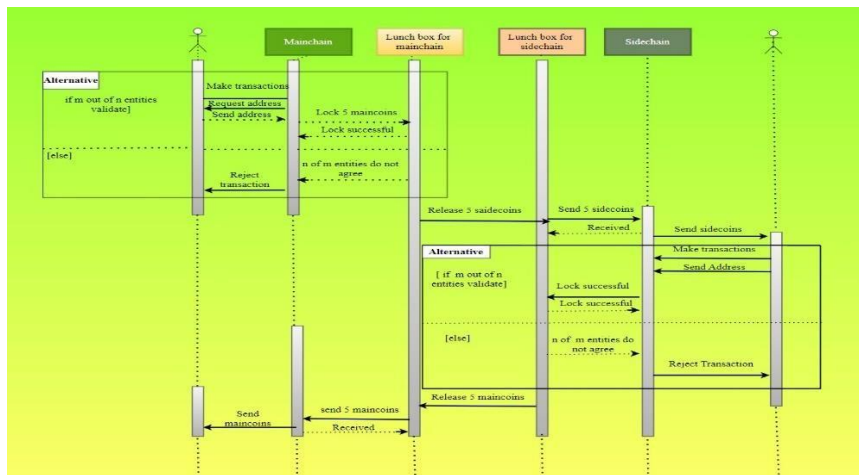 Mainchain
Lunch box for
mainchain
Lunch box for
sidechain
Sidechain
Alternative
if m out of n entities
validate]
Make transactions
Request address
Send address
Lock 5 maincoins
Lock successful
[else]
n of m entities do not
agree
Reject
transaction
Release 5 saidecoins
Send 5 sidecoins
Received
Send sidecoins
Alternative
Make transactions
Send Address
[ if m out of n
entities validate]
Lock successful
Lock successful
[else]
n of m entities do
not agree
Reject Transaction
Release 5 maincoins
send 5 maincoins
Send
maincoins
Received